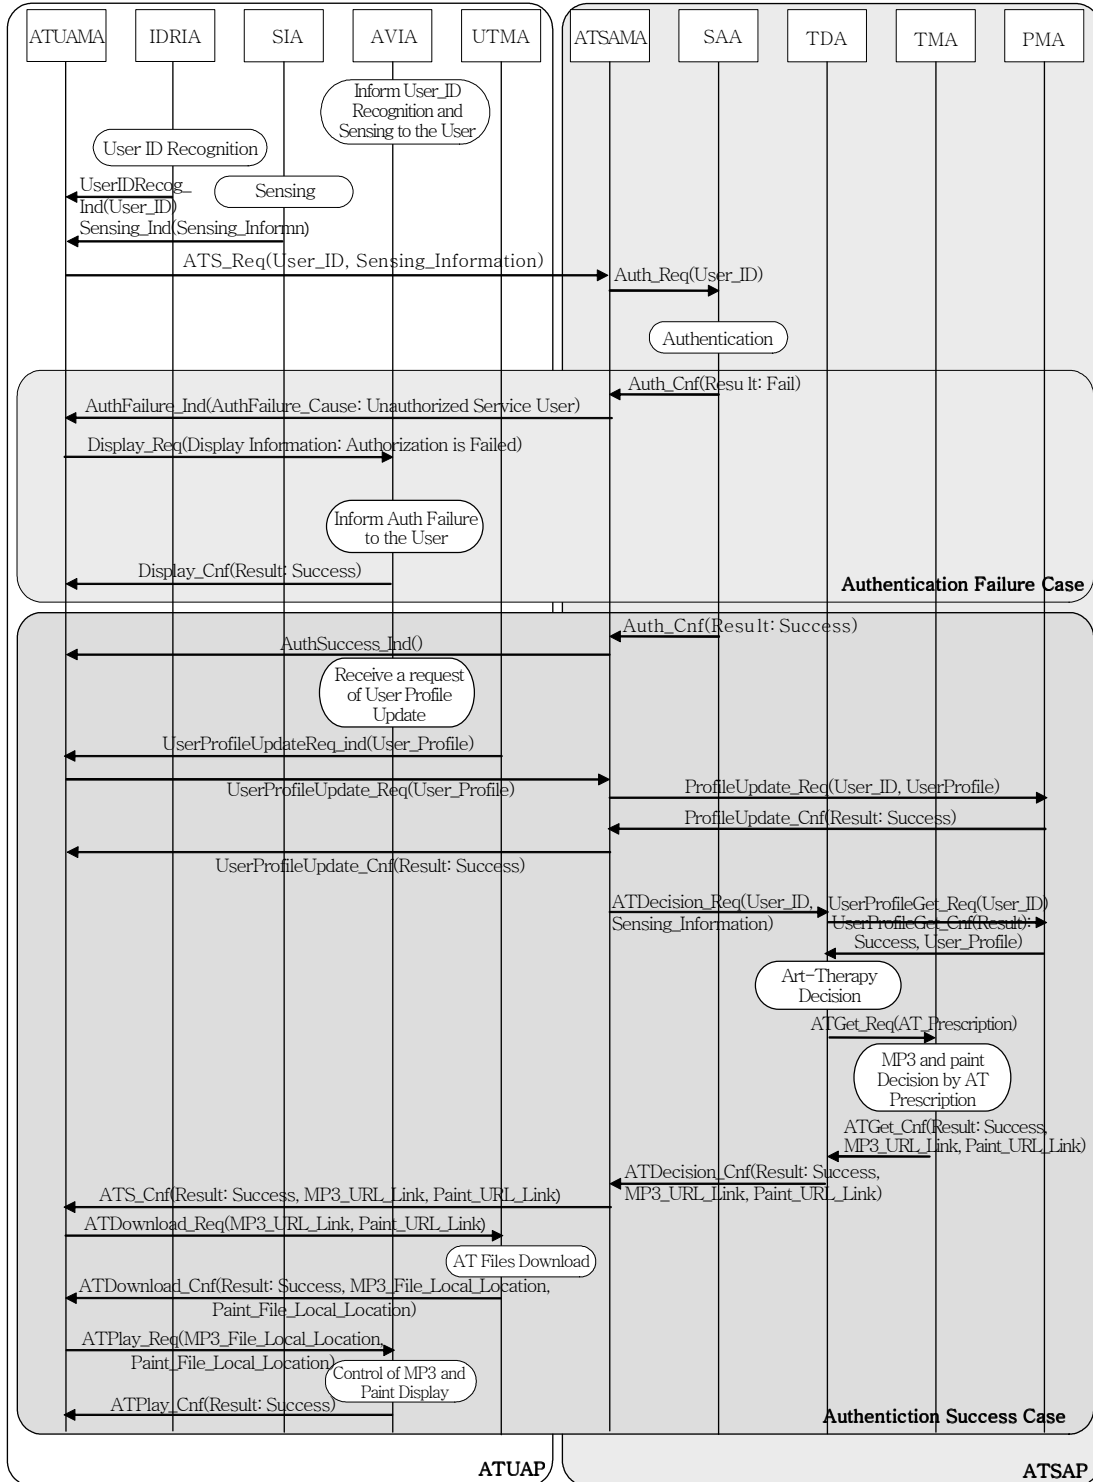 ATUAMA IDRIA SIA AVIA UTMA ATSAMA SAA TDA TMA PMA
Inform User_ID
Recognition and
Sensing to the User
User ID Recognition
UserIDRecog_
Ind(User_ID)
Sensing
Sensing_Ind(Sensing_Informn)
ATS_Req(User_ID, Sensing_Information)
Auth_Req(User_ID)
Authentication
Auth_Cnf(Result: Fail)
AuthFailure_Ind(AuthFailure_Cause: Unauthorized Service User)
Display_Req(Display Information: Authorization is Failed)
Inform Auth Failure
to the User
Display_Cnf(Result: Success)
Authentication Failure Case
Auth_Cnf(Result: Success)
AuthSuccess_Ind()
Receive a request
of User Profile
Update
UserProfileUpdateReq_ind(User_Profile)
UserProfileUpdate_Req(User_Profile)
ProfileUpdate_Req(User_ID, UserProfile)
ProfileUpdate_Cnf(Result: Success)
UserProfileUpdate_Cnf(Result: Success)
ATDecision_Req(User_ID,
Sensing_Information)
UserProfileGet_Req(User_ID)
UserProfileGet_Cnf(Result):
Success, User_Profile)
Art-Therapy
Decision
ATGet_Req(AT_Prescription)
MP3 and paint
Decision by AT
Prescription
ATGet_Cnf(Result: Success,
MP3_URL_Link, Paint_URL_Link)
ATDecision_Cnf(Result: Success,
MP3_URL_Link, Paint_URL_Link)
ATS_Cnf(Result: Success, MP3_URL_Link, Paint_URL_Link)
ATDownload_Req(MP3_URL_Link, Paint_URL_Link)
AT Files Download
ATDownload_Cnf(Result: Success, MP3_File_Local_Location,
Paint_File_Local_Location)
ATPlay_Req(MP3_File_Local_Location,
Paint_File_Local_Location)
Control of MP3 and
Paint Display
ATPlay_Cnf(Result: Success)
Authentiction Success Case
ATUAP
ATSAP